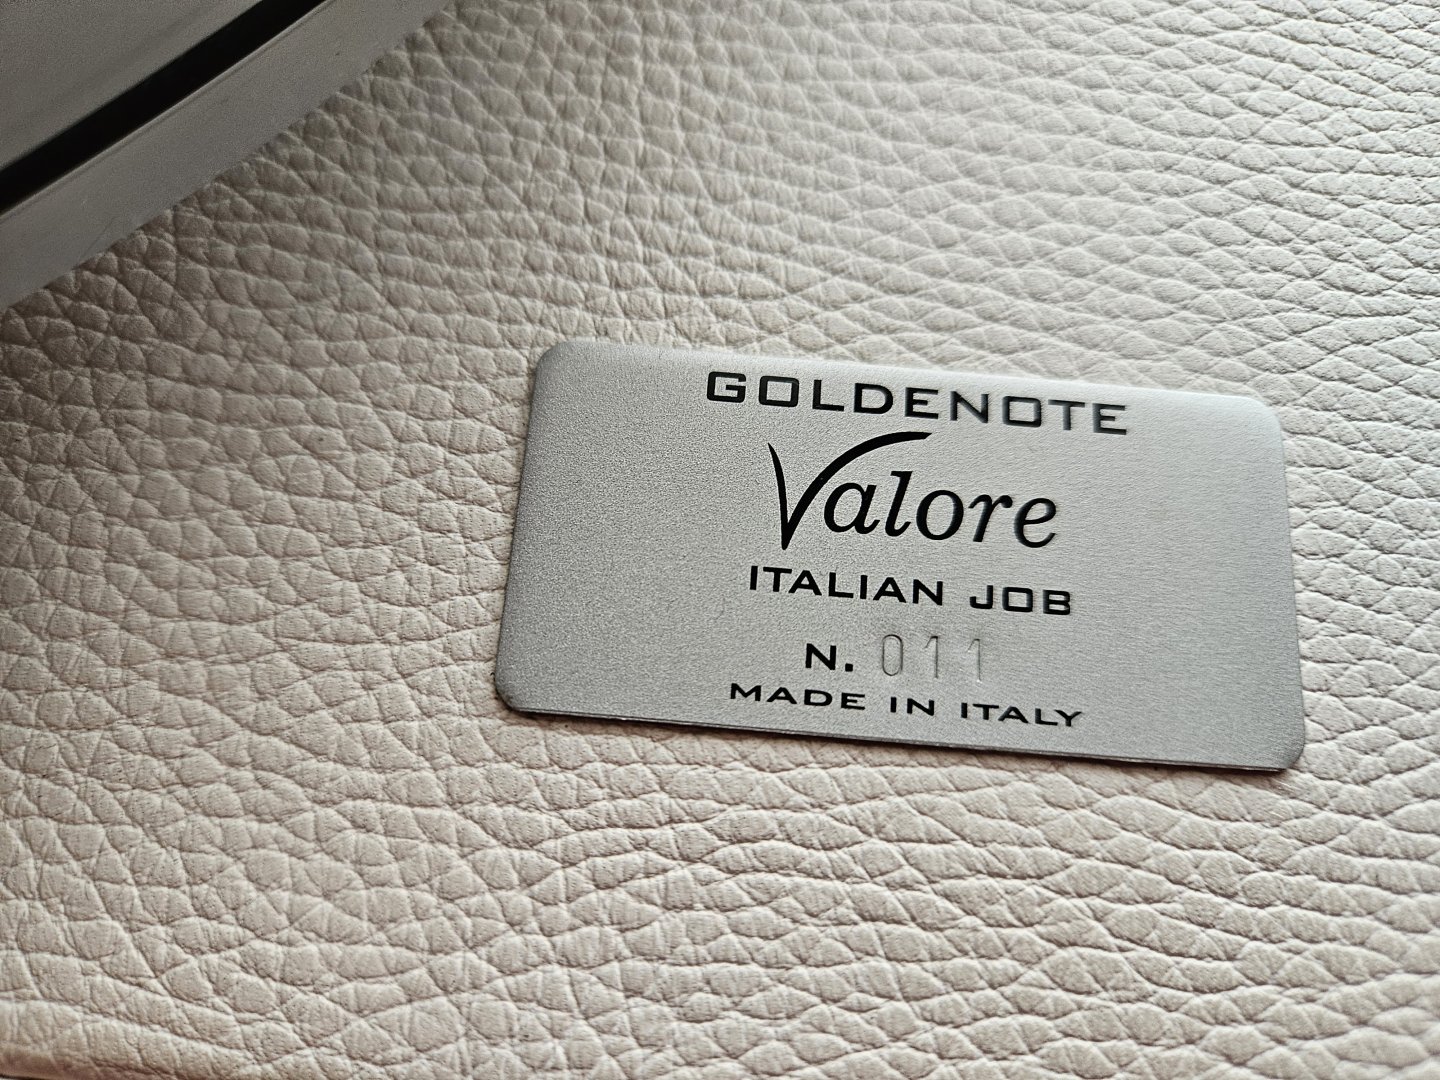 GOLDENOTE
Valore
ITALIAN JOB
N. 011
MADE IN ITALY